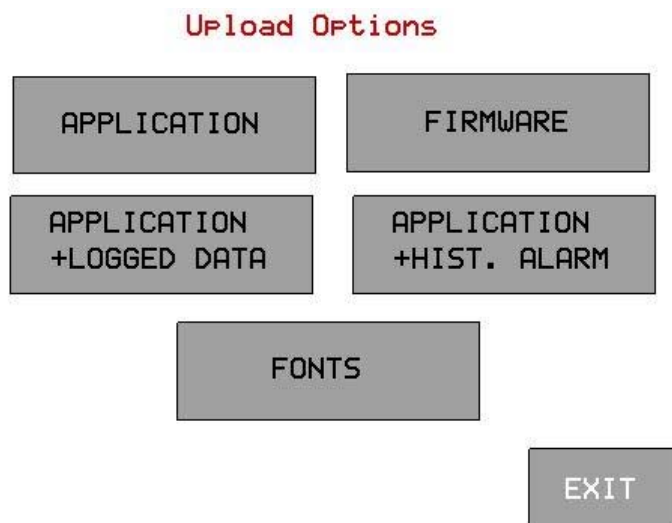 Upload Options
APPLICATION
FIRMWARE
APPLICATION
+LOGGED DATA
APPLICATION
+HIST. ALARM
FONTS
EXIT